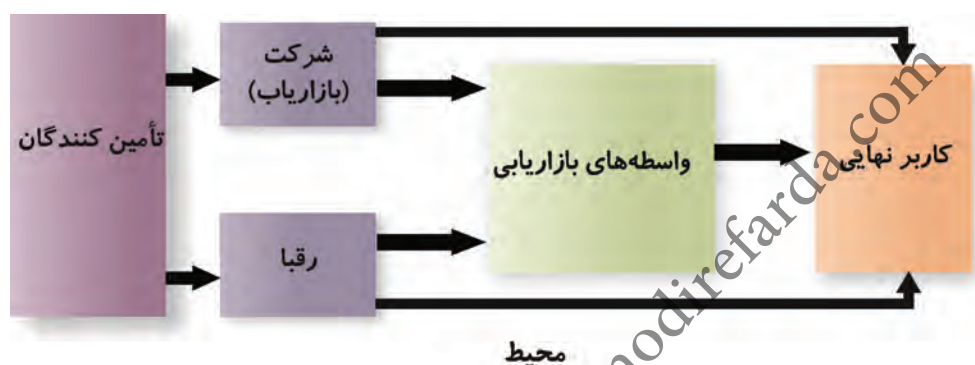 تأمین کنندگان
شرکت
(بازاریاب)
رقبا
واسطه‌های بازاریابی
کاربر نهایی
محیط
modirefarda.com